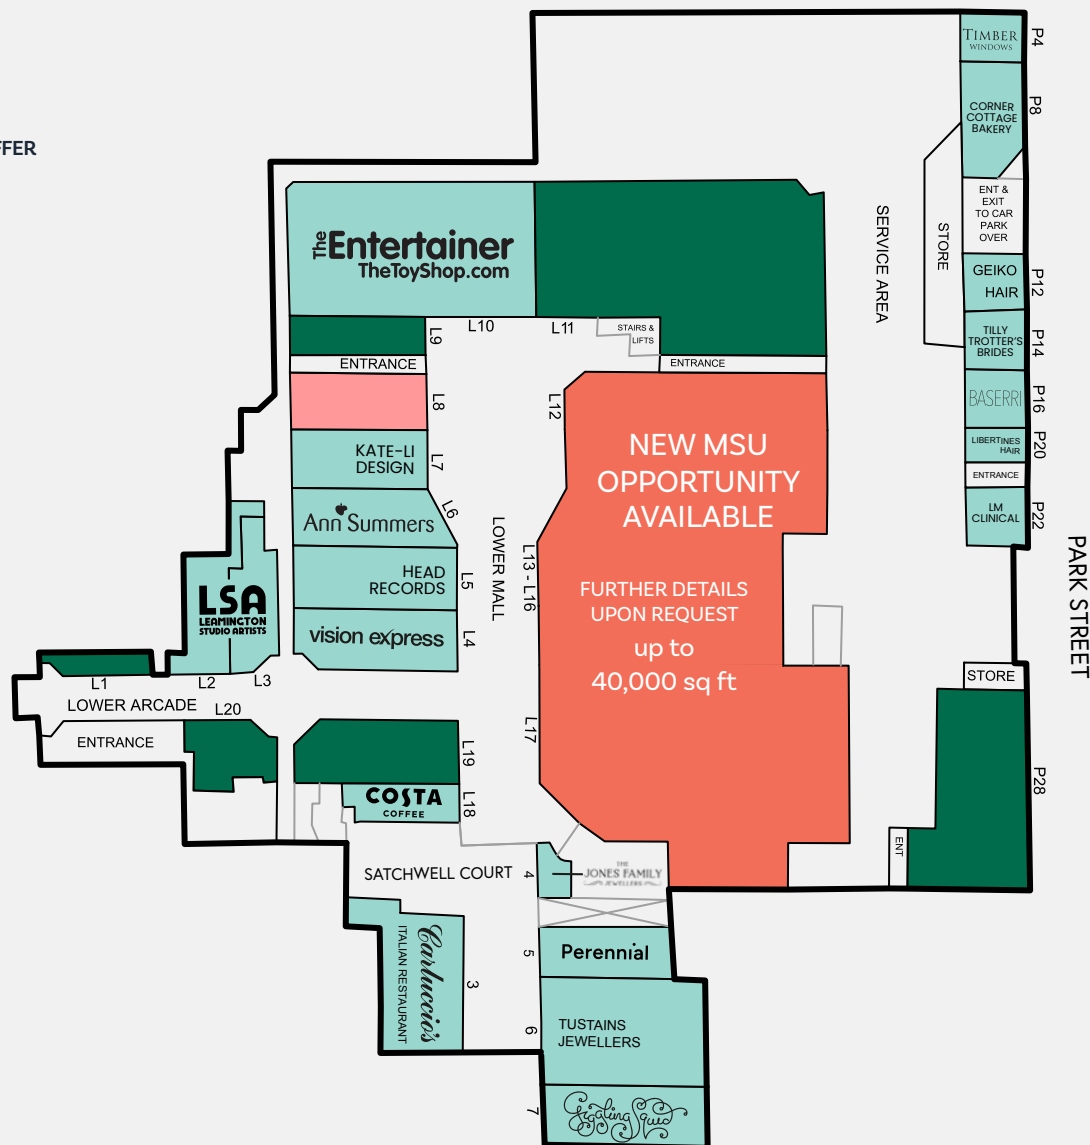 FFER
TIMBER
WINDOWS
P4
CORNER
COTTAGE
BAKERY
P8
ENT &
EXIT
TO CAR
PARK
OVER
SERVICE AREA
STORE
GEIKO
HAIR
P12
TILLY
TROTTER'S
BRIDES
P14
BASERRI
P16
LIBERTINES
HAIR
P20
ENTRANCE
LM
CLINICAL
P22
PARK STREET
STORE
P28
ENT
The Entertainer
TheToyShop.com
L10
L11
STAIRS &
LIFTS
L9
ENTRANCE
ENTRANCE
L8
L12
KATE-LI
DESIGN
L7
Ann Summers
L6
HEAD
RECORDS
L5
vision express
L4
LOWER MALL
L13 - L16
L17
NEW MSU
OPPORTUNITY
AVAILABLE
FURTHER DETAILS
UPON REQUEST
up to
40,000 sq ft
LSA
LEAMINGTON
STUDIO ARTISTS
L1
L2
L3
LOWER ARCADE
L20
ENTRANCE
L19
COSTA
COFFEE
L18
SATCHWELL COURT
4
THE
JONES FAMILY
JEWELLERS
Carluccio's
ITALIAN RESTAURANT
3
5
Perennial
6
TUSTAINS
JEWELLERS
7
Giggling Squid